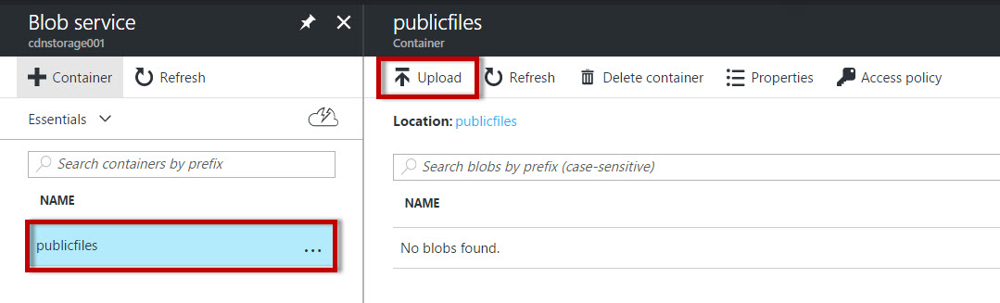 Blob service
cdnstorage001
Container
Refresh
Essentials
Search containers by prefix
NAME
publicfiles
...
publicfiles
Container
Upload
Refresh
Delete container
Properties
Access policy
Location: publicfiles
Search blobs by prefix (case-sensitive)
NAME
No blobs found.